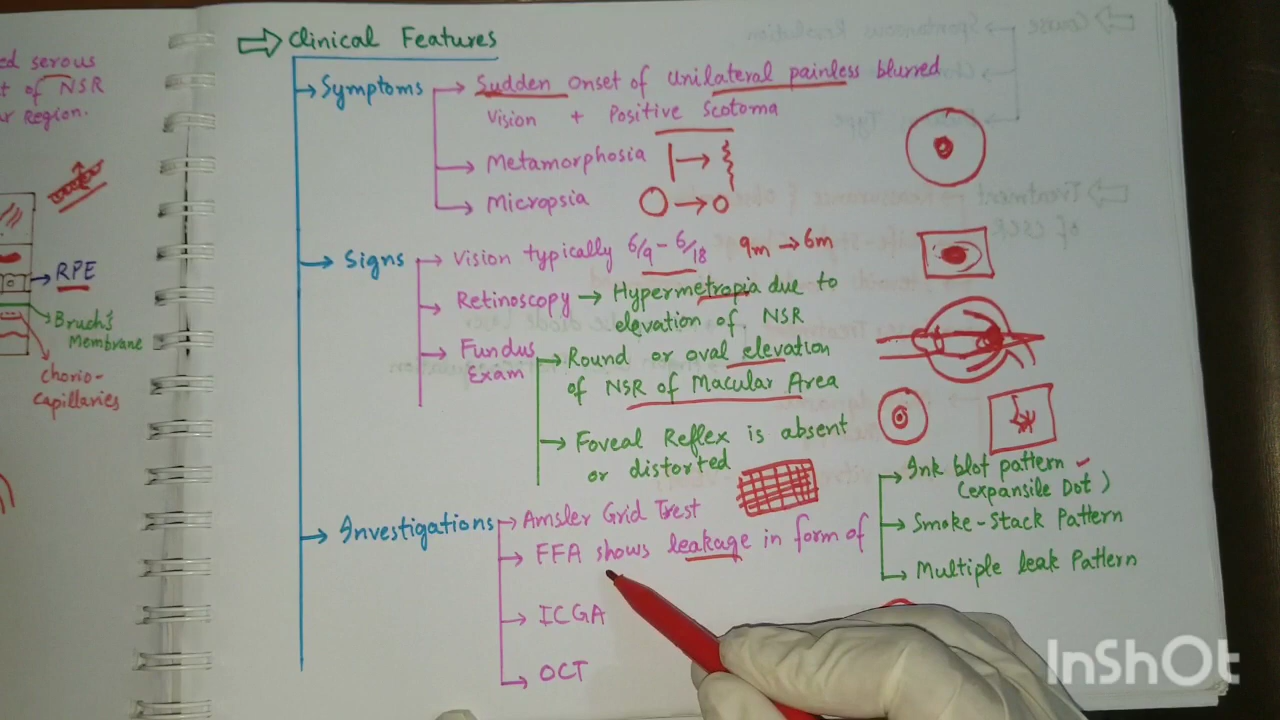 ed serous
t of NSR
ar Region.
RPE
Bruch's
Membrane
chorio-
capillaries
Clinical Features
Symptoms
Sudden onset of unilateral painless blurred
vision + Positive Scotoma
Metamorphosia
Micropsia
Signs
Vision typically 6/9 - 6/18 9m → 6m
Retinoscopy → Hypermetropia due to
elevation of NSR
Fundus
Exam
Round or oval elevation
of NSR of Macular Area
Foveal Reflex is absent
or distorted
Investigations
Amsler Grid Trest
FFA shows leakage in form of
Ink blot pattern
(expansile Dot)
Smoke-Stack Pattern
Multiple leak Pattern
ICGA
OCT
InShOt